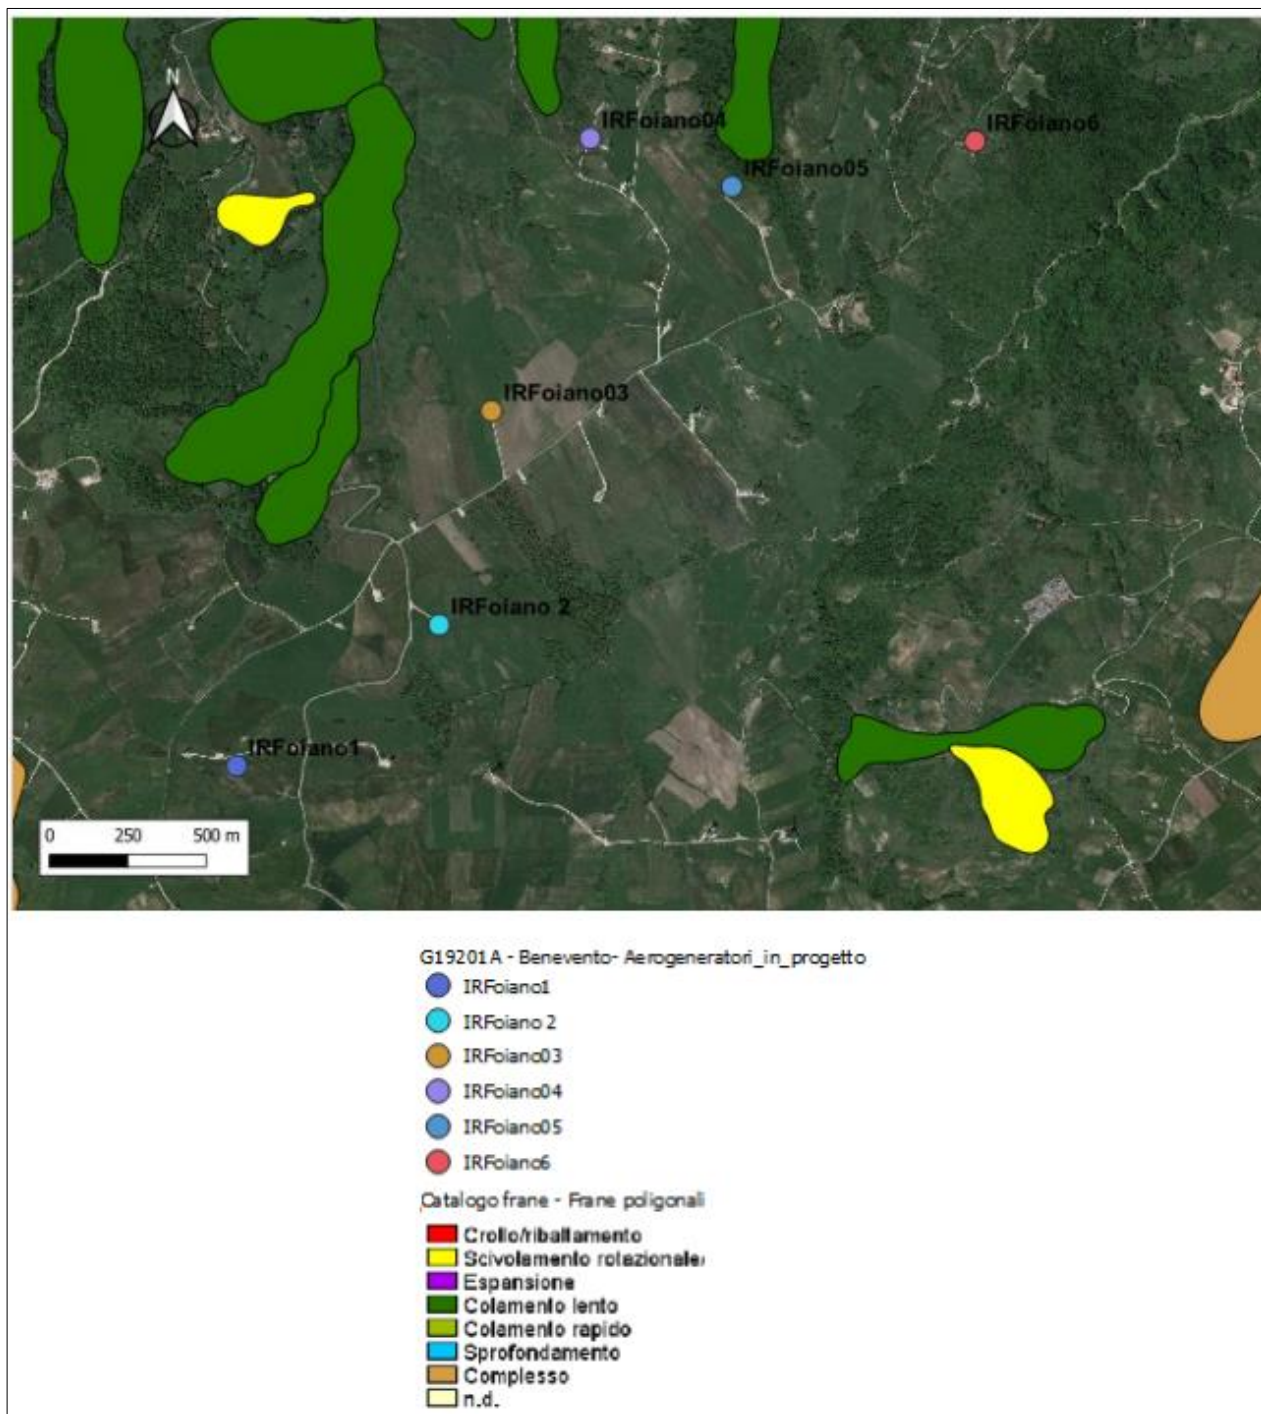 N
IRFoiano04
IRFoiano6
IRFoiano05
IRFoiano03
IRFoiano 2
IRFoiano1
0 250 500 m
G19201A - Benevento- Aerogeneratori_in_progetto
IRFoiano1
IRFoiano 2
IRFoiano03
IRFoiano04
IRFoiano05
IRFoiano6
Catalogo frane - Frane poligonali
Crollo/ribaltamento
Scivolamento rotazionale/
Espansione
Colamento lento
Colamento rapido
Sprofondamento
Complesso
n.d.